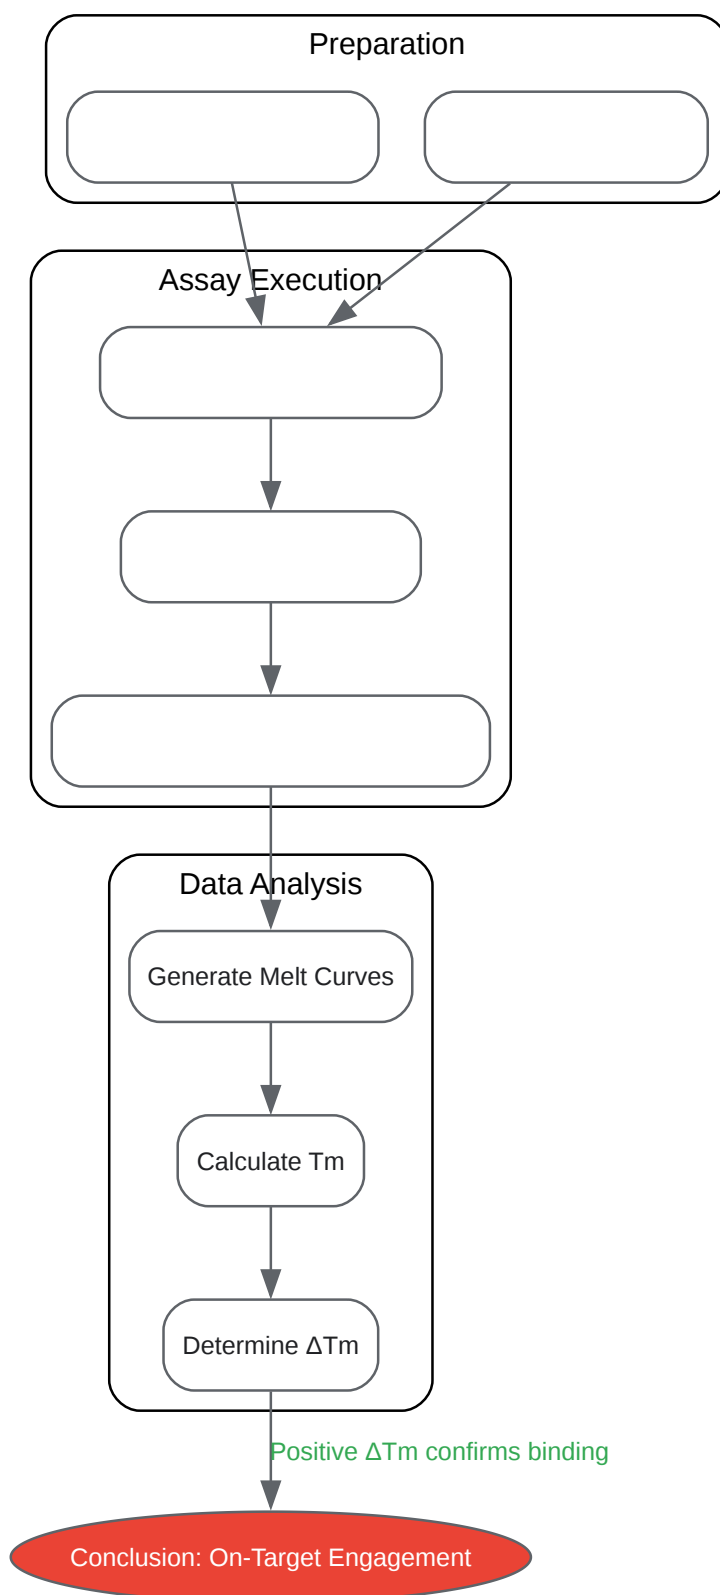 Preparation
Assay Execution
Data Analysis
Generate Melt Curves
Calculate Tm
Determine ΔTm
Positive ΔTm confirms binding
Conclusion: On-Target Engagement